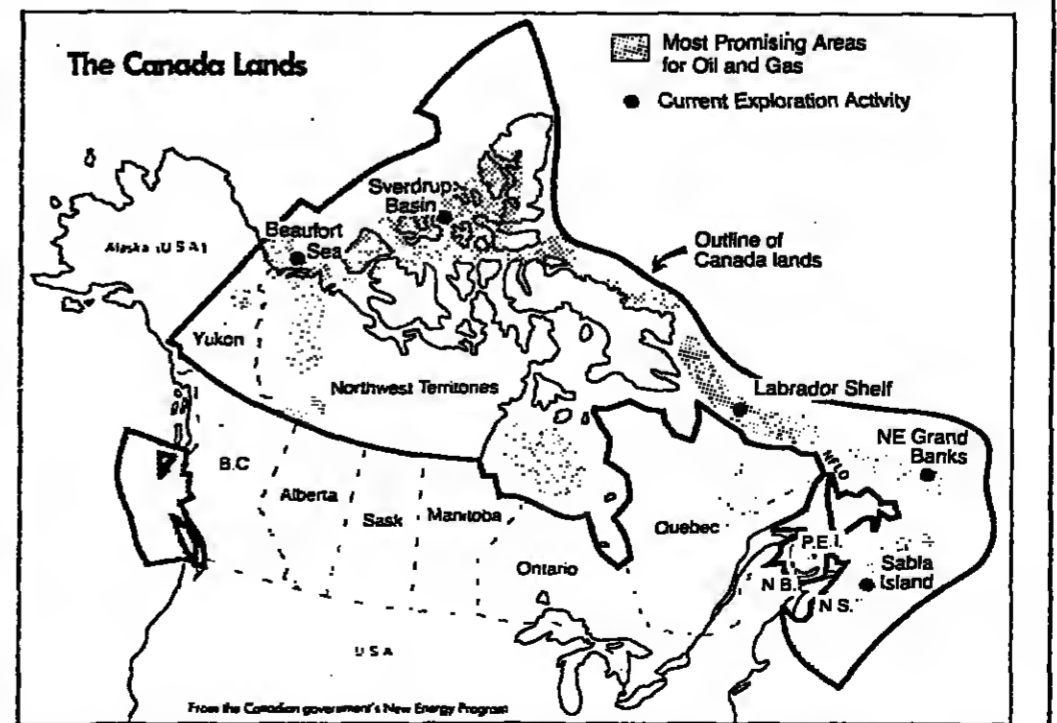 The Canada Lands
Most Promising Areas
for Oil and Gas
Current Exploration Activity
Sverdrup
Basin
Beaufort
Sea
Alaska (U S A)
Outline of
Canada lands
Yukon
Northwest Territories
Labrador Shelf
NE Grand
Banks
NFLD
B.C
Alberta
Sask
Manitoba
Ontario
Quebec
P.E.I.
N B.
N S.
Sabla
Island
U S A
From the Canadian government's New Energy Program